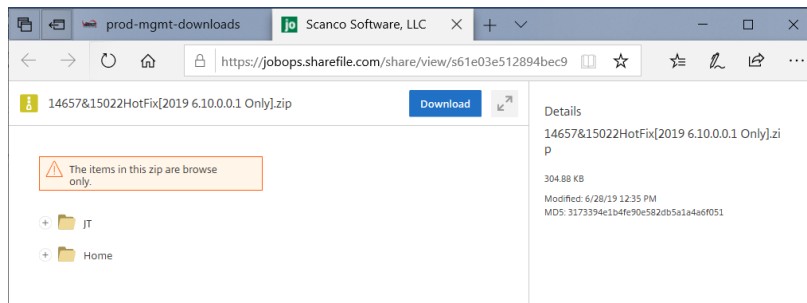 prod-mgmt-downloads
jo
Scanco Software, LLC
https://jobops.sharefile.com/share/view/s61e03e512894bec9
14657&15022HotFix[2019 6.10.0.0.1 Only].zip
Download
The items in this zip are browse
only.
JT
Home
Details
14657&15022HotFix[2019 6.10.0.0.1 Only].zi
p
304.88 KB
Modified: 6/28/19 12:35 PM
MD5: 3173394e1b4fe90e582db5a1a4a6f051